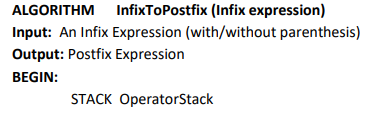 ALGORITHM InfixToPostfix (Infix expression)
Input: An Infix Expression (with/without parenthesis)
Output: Postfix Expression
BEGIN:
STACK OperatorStack